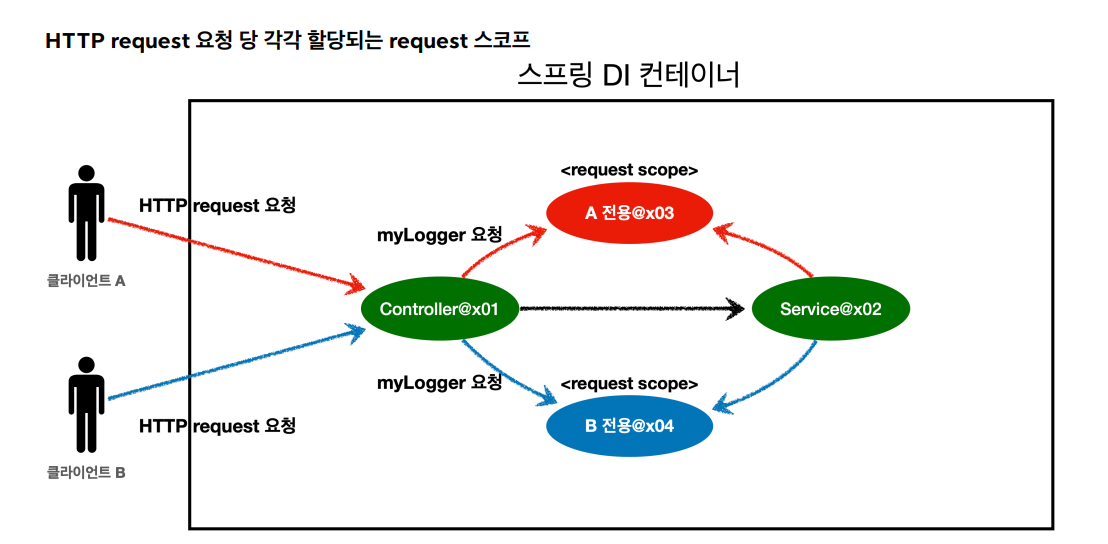 HTTP request 요청 당 각각 할당되는 request 스코프
스프링 DI 컨테이너
<request scope>
HTTP request 요청
A 전용@x03
myLogger 요청
클라이언트 A
Controller@x01
Service@x02
myLogger 요청
<request scope>
HTTP request 요청
B 전용@x04
클라이언트 B